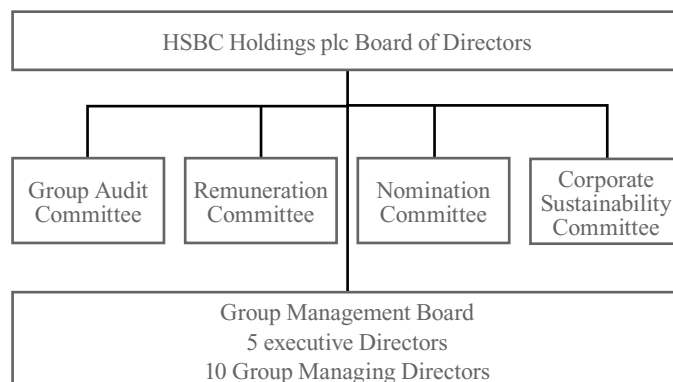 HSBC Holdings plc Board of Directors
Group Audit
Committee
Remuneration
Committee
Nomination
Committee
Corporate
Sustainability
Committee
Group Management Board
5 executive Directors
10 Group Managing Directors